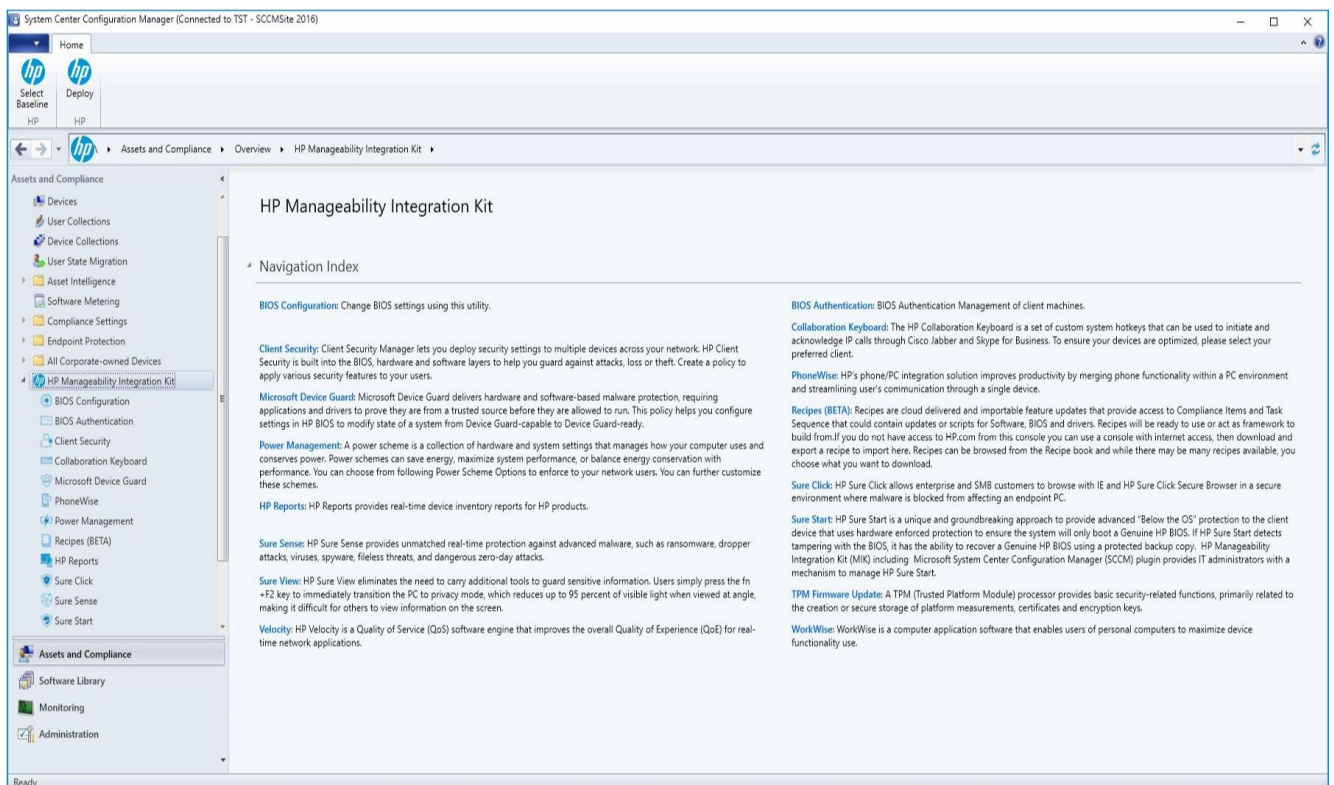 System Center Configuration Manager (Connected to TST - SCCMSite 2016)
Home
hp
hp
Select
Baseline
Deploy
HP
HP
hp
\ Assets and Compliance Overview HP Manageability Integration Kit
Assets and Compliance
Devices
User Collections
Device Collections
User State Migration
Asset Intelligence
Software Metering
Compliance Settings
Endpoint Protection
All Corporate-owned Devices
HP Manageability Integration Kit
BIOS Configuration
BIOS Authentication
Client Security
Collaboration Keyboard
Microsoft Device Guard
PhoneWise
Power Management
Recipes (BETA)
HP Reports
Sure Click
Sure Sense
Sure Start
Assets and Compliance
Software Library
Monitoring
Administration
Ready
HP Manageability Integration Kit
Navigation Index
BIOS Configuration: Change BIOS settings using this utility.
Client Security: Client Security Manager lets you deploy security settings to multiple devices across your network. HP Client
Security is built into the BIOS, hardware and software layers to help you guard against attacks, loss or theft. Create a policy to
apply various security features to your users.
Microsoft Device Guard: Microsoft Device Guard delivers hardware and software-based malware protection, requiring
applications and drivers to prove they are from a trusted source before they are allowed to run. This policy helps you configure
settings in HP BIOS to modify state of a system from Device Guard-capable to Device Guard-ready.
Power Management: A power scheme is a collection of hardware and system settings that manages how your computer uses and
conserves power. Power schemes can save energy, maximize system performance, or balance energy conservation with
performance. You can choose from following Power Scheme Options to enforce to your network users. You can further customize
these schemes.
HP Reports: HP Reports provides real-time device inventory reports for HP products.
Sure Sense: HP Sure Sense provides unmatched real-time protection against advanced malware, such as ransomware, dropper
attacks, viruses, spyware, fileless threats, and dangerous zero-day attacks.
Sure View: HP Sure View eliminates the need to carry additional tools to guard sensitive information. Users simply press the fn
+F2 key to immediately transition the PC to privacy mode, which reduces up to 95 percent of visible light when viewed at angle,
making it difficult for others to view information on the screen.
Velocity: HP Velocity is a Quality of Service (QoS) software engine that improves the overall Quality of Experience (QoE) for real-
time network applications.
BIOS Authentication: BIOS Authentication Management of client machines.
Collaboration Keyboard: The HP Collaboration Keyboard is a set of custom system hotkeys that can be used to initiate and
acknowledge IP calls through Cisco Jabber and Skype for Business. To ensure your devices are optimized, please select your
preferred client.
PhoneWise: HP's phone/PC integration solution improves productivity by merging phone functionality within a PC environment
and streamlining user's communication through a single device.
Recipes (BETA): Recipes are cloud delivered and importable feature updates that provide access to Compliance Items and Task
Sequence that could contain updates or scripts for Software, BIOS and drivers. Recipes will be ready to use or act as framework to
build from.If you do not have access to HP.com from this console you can use a console with internet access, then download and
export a recipe to import here. Recipes can be browsed from the Recipe book and while there may be many recipes available, you
choose what you want to download.
Sure Click: HP Sure Click allows enterprise and SMB customers to browse with IE and HP Sure Click Secure Browser in a secure
environment where malware is blocked from affecting an endpoint PC.
Sure Start: HP Sure Start is a unique and groundbreaking approach to provide advanced "Below the OS" protection to the client
device that uses hardware enforced protection to ensure the system will only boot a Genuine HP BIOS. If HP Sure Start detects
tampering with the BIOS, it has the ability to recover a Genuine HP BIOS using a protected backup copy. HP Manageability
Integration Kit (MIK) including Microsoft System Center Configuration Manager (SCCM) plugin provides IT administrators with a
mechanism to manage HP Sure Start.
TPM Firmware Update: A TPM (Trusted Platform Module) processor provides basic security-related functions, primarily related to
the creation or secure storage of platform measurements, certificates and encryption keys.
WorkWise: WorkWise is a computer application software that enables users of personal computers to maximize device
functionality use.